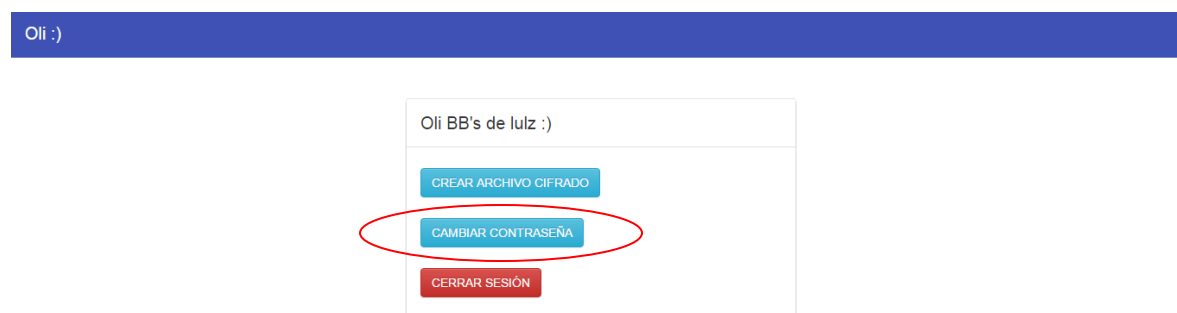 Oli :)
Oli BB's de lulz :)
CREAR ARCHIVO CIFRADO
CAMBIAR CONTRASEÑA
CERRAR SESIÓN